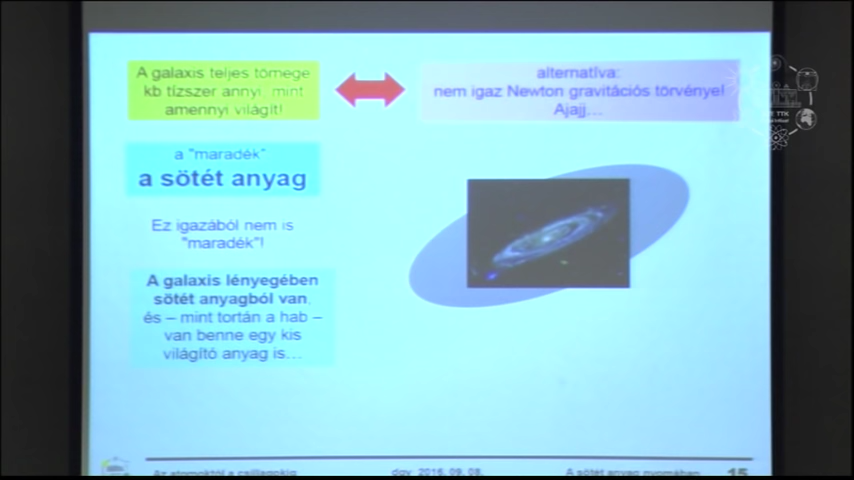 A galaxis teljes tömege
kb tízszer annyi, mint
amennyi világít!
alternatíva:
nem igaz Newton gravitációs törvénye!
Ajajj…
a "maradék"
a sötét anyag
Ez igazából nem is
"maradék"!
A galaxis lényegében
sötét anyagból van,
és – mint tortán a hab –
van benne egy kis
világító anyag is…
TTK
Az atomoktól a csillagokig
dgy 2016. 09. 08.
A sötét anyag nyomában
15